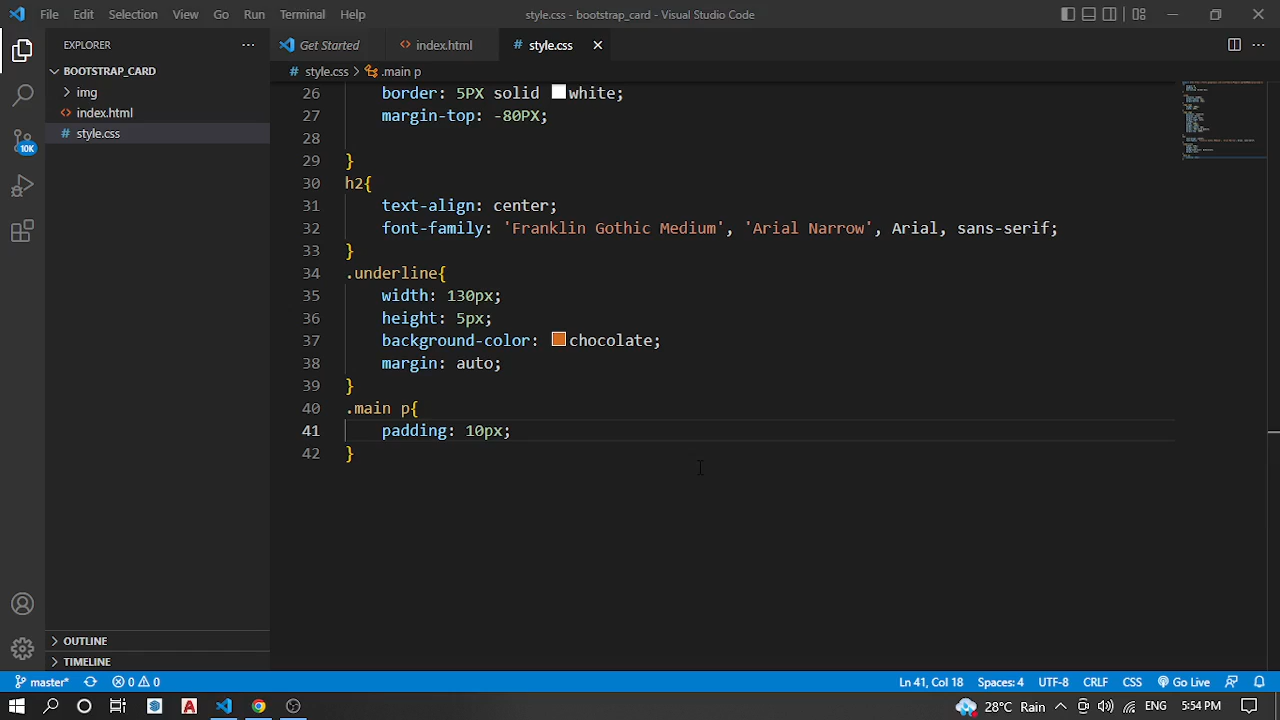 File Edit Selection View Go Run Terminal Help style.css - bootstrap_card - Visual Studio Code
EXPLORER
Get Started index.html style.css
BOOTSTRAP_CARD
style.css > .main p
img
index.html
style.css
10K
26 border: 5PX solid white;
27 margin-top: -80PX;
28
29 }
30 h2{
31 text-align: center;
32 font-family: 'Franklin Gothic Medium', 'Arial Narrow', Arial, sans-serif;
33 }
34 .underline{
35 width: 130px;
36 height: 5px;
37 background-color: chocolate;
38 margin: auto;
39 }
40 .main p{
41 padding: 10px;
42 }
OUTLINE
TIMELINE
master* 0 0 Ln 41, Col 18 Spaces: 4 UTF-8 CRLF CSS Go Live
28°C Rain ENG 5:54 PM